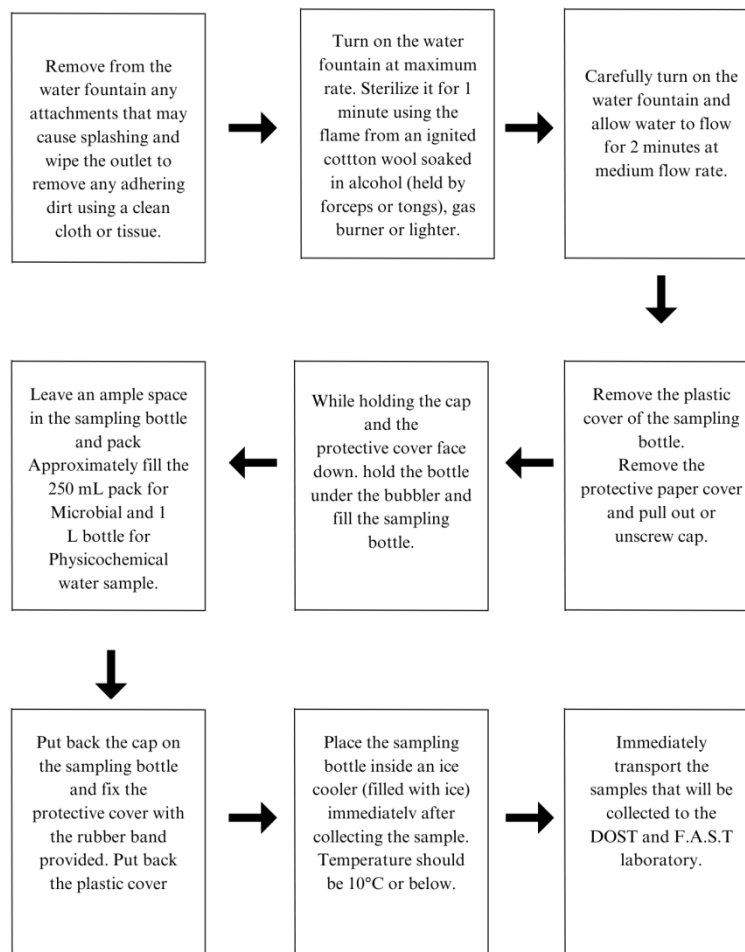 Remove from the
water fountain any
attachments that may
cause splashing and
wipe the outlet to
remove any adhering
dirt using a clean
cloth or tissue.
Turn on the water
fountain at maximum
rate. Sterilize it for 1
minute using the
flame from an ignited
cottton wool soaked
in alcohol (held by
forceps or tongs), gas
burner or lighter.
Carefully turn on the
water fountain and
allow water to flow
for 2 minutes at
medium flow rate.
Remove the plastic
cover of the sampling
bottle.
Remove the
protective paper cover
and pull out or
unscrew cap.
While holding the cap
and the
protective cover face
down. hold the bottle
under the bubbler and
fill the sampling
bottle.
Leave an ample space
in the sampling bottle
and pack
Approximately fill the
250 mL pack for
Microbial and 1
L bottle for
Physicochemical
water sample.
Put back the cap on
the sampling bottle
and fix the
protective cover with
the rubber band
provided. Put back
the plastic cover
Place the sampling
bottle inside an ice
cooler (filled with ice)
immediatelv after
collecting the sample.
Temperature should
be 10°C or below.
Immediately
transport the
samples that will be
collected to the
DOST and F.A.S.T
laboratory.